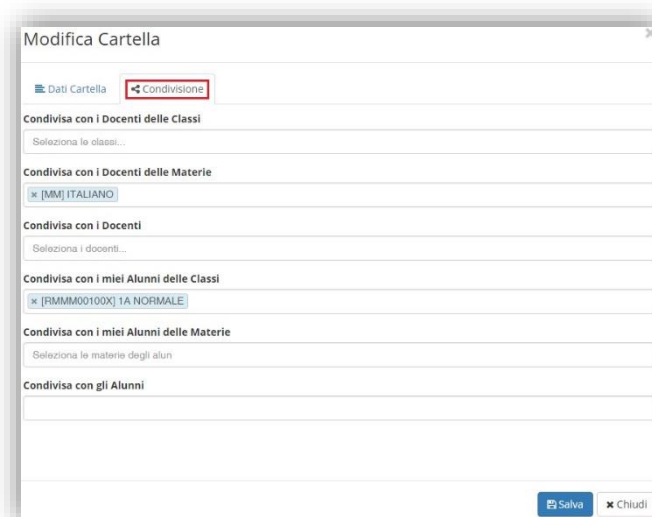 Modifica Cartella
Dati Cartella Condivisione
Condivisa con i Docenti delle Classi
Seleziona le classi...
Condivisa con i Docenti delle Materie
× [MM] ITALIANO
Condivisa con i Docenti
Seleziona i docenti...
Condivisa con i miei Alunni delle Classi
× [RMMM00100X] 1A NORMALE
Condivisa con i miei Alunni delle Materie
Seleziona le materie degli alun
Condivisa con gli Alunni
Salva × Chiudi